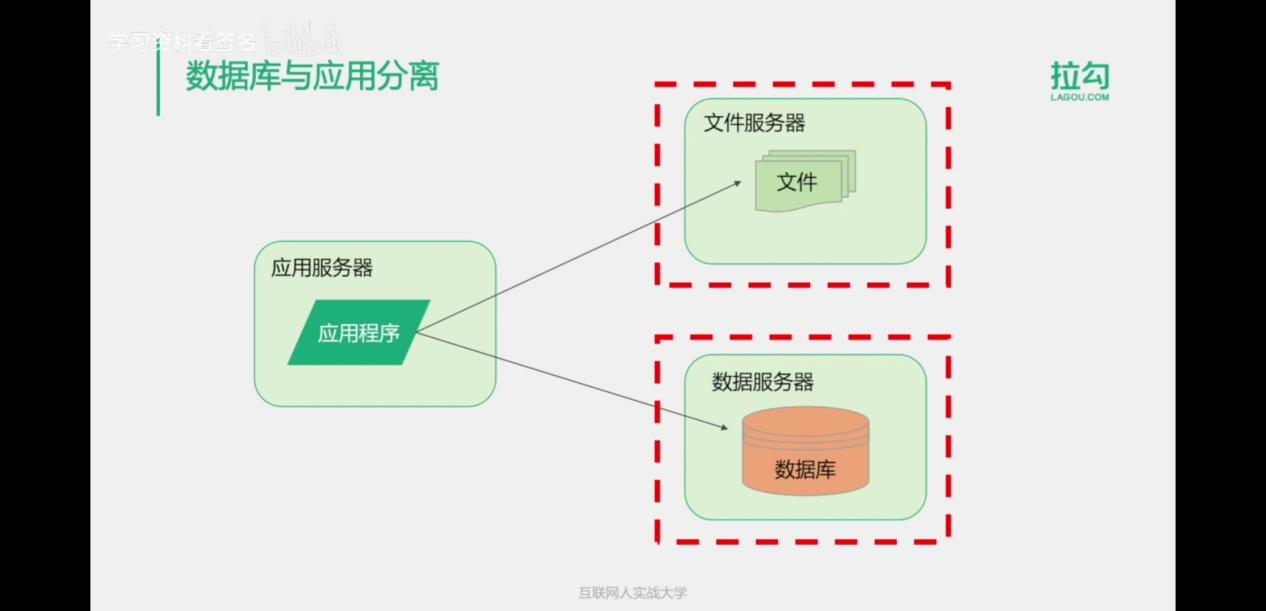 学习资料看签名
数据库与应用分离
拉勾
LAGOU.COM
文件服务器
文件
应用服务器
应用程序
数据服务器
数据库
互联网人实战大学